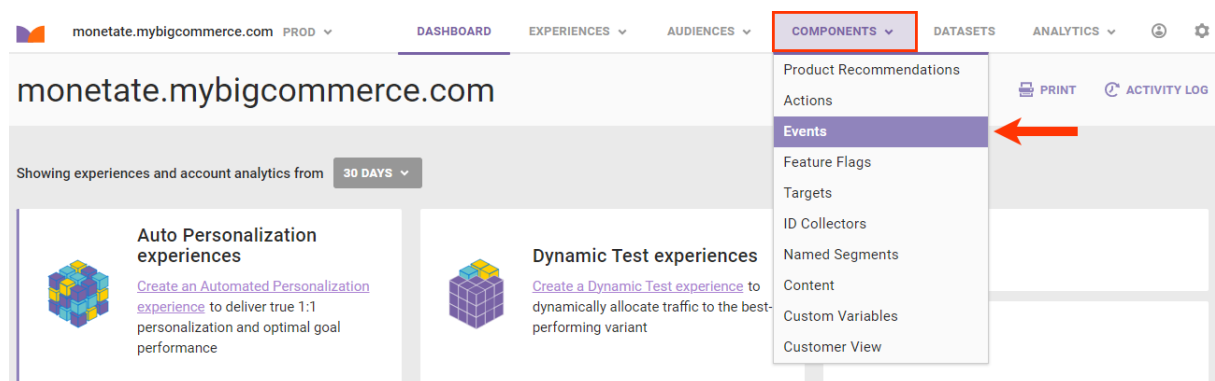 monetate.mybigcommerce.com PROD
DASHBOARD
EXPERIENCES
AUDIENCES
COMPONENTS
DATASETS
ANALYTICS
monetate.mybigcommerce.com
PRINT
ACTIVITY LOG
Product Recommendations
Actions
Events
Feature Flags
Targets
ID Collectors
Named Segments
Content
Custom Variables
Customer View
Showing experiences and account analytics from
30 DAYS
Auto Personalization
experiences
Create an Automated Personalization
experience to deliver true 1:1
personalization and optimal goal
performance
Dynamic Test experiences
Create a Dynamic Test experience to
dynamically allocate traffic to the best-
performing variant